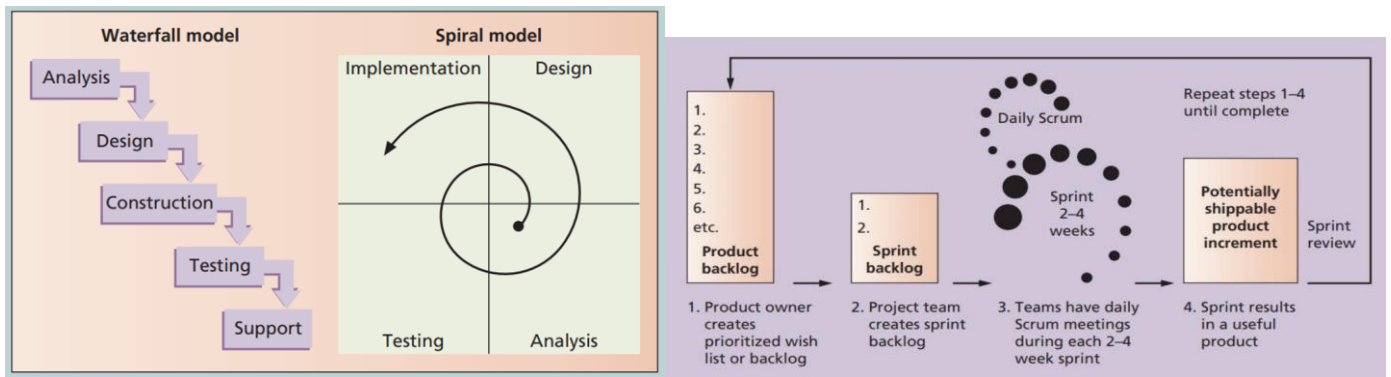 Waterfall model
Analysis
Design
Construction
Testing
Support
Spiral model
Implementation
Design
Testing
Analysis
1.
2.
3.
4.
5.
6.
etc.
Product
backlog
1. Product owner
creates
prioritized wish
list or backlog
1.
2.
Sprint
backlog
2. Project team
creates sprint
backlog
Daily Scrum
Sprint
2–4
weeks
3. Teams have daily
Scrum meetings
during each 2–4
week sprint
Repeat steps 1–4
until complete
Potentially
shippable
product
increment
Sprint
review
4. Sprint results
in a useful
product